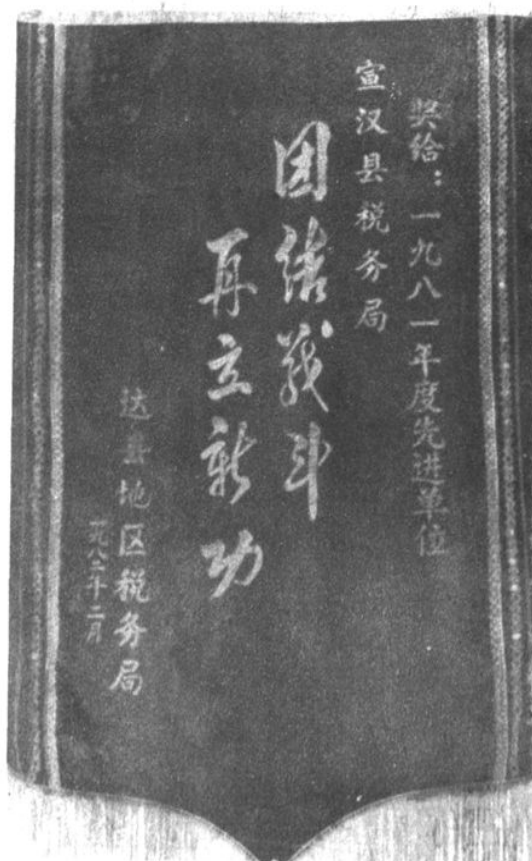 奖给：一九八一年度先进单位
宣汉县税务局
团结战斗
再立新功
达县地区税务局
一九八二年二月